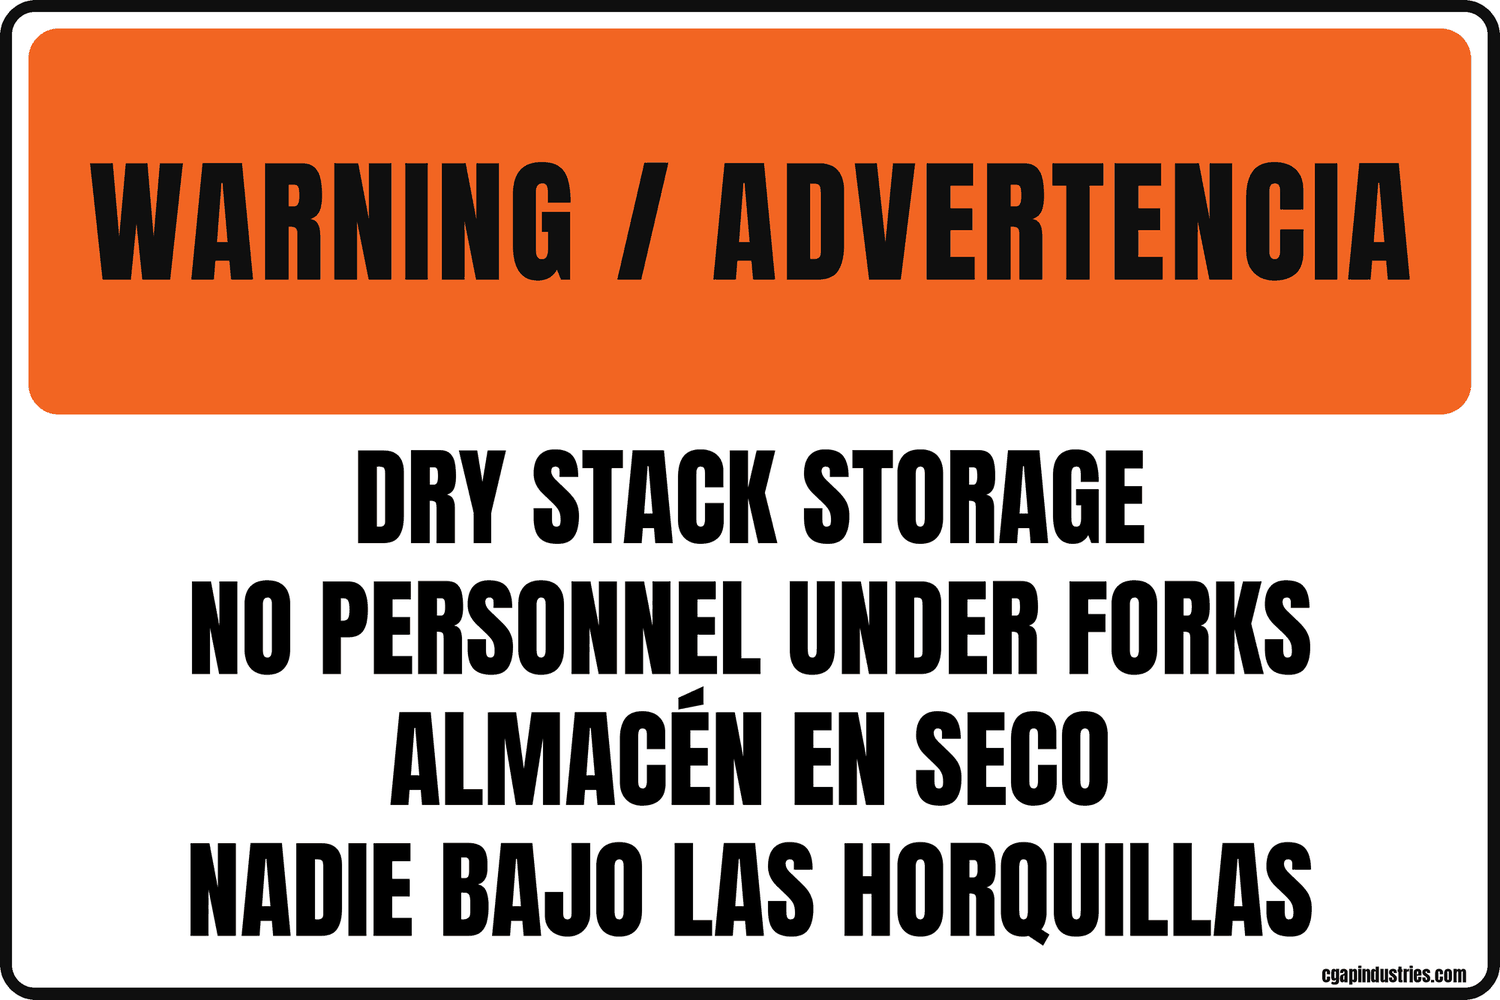 WARNING / ADVERTENCIA
DRY STACK STORAGE
NO PERSONNEL UNDER FORKS
ALMACÉN EN SECO
NADIE BAJO LAS HORQUILLAS
cgapindustries.com